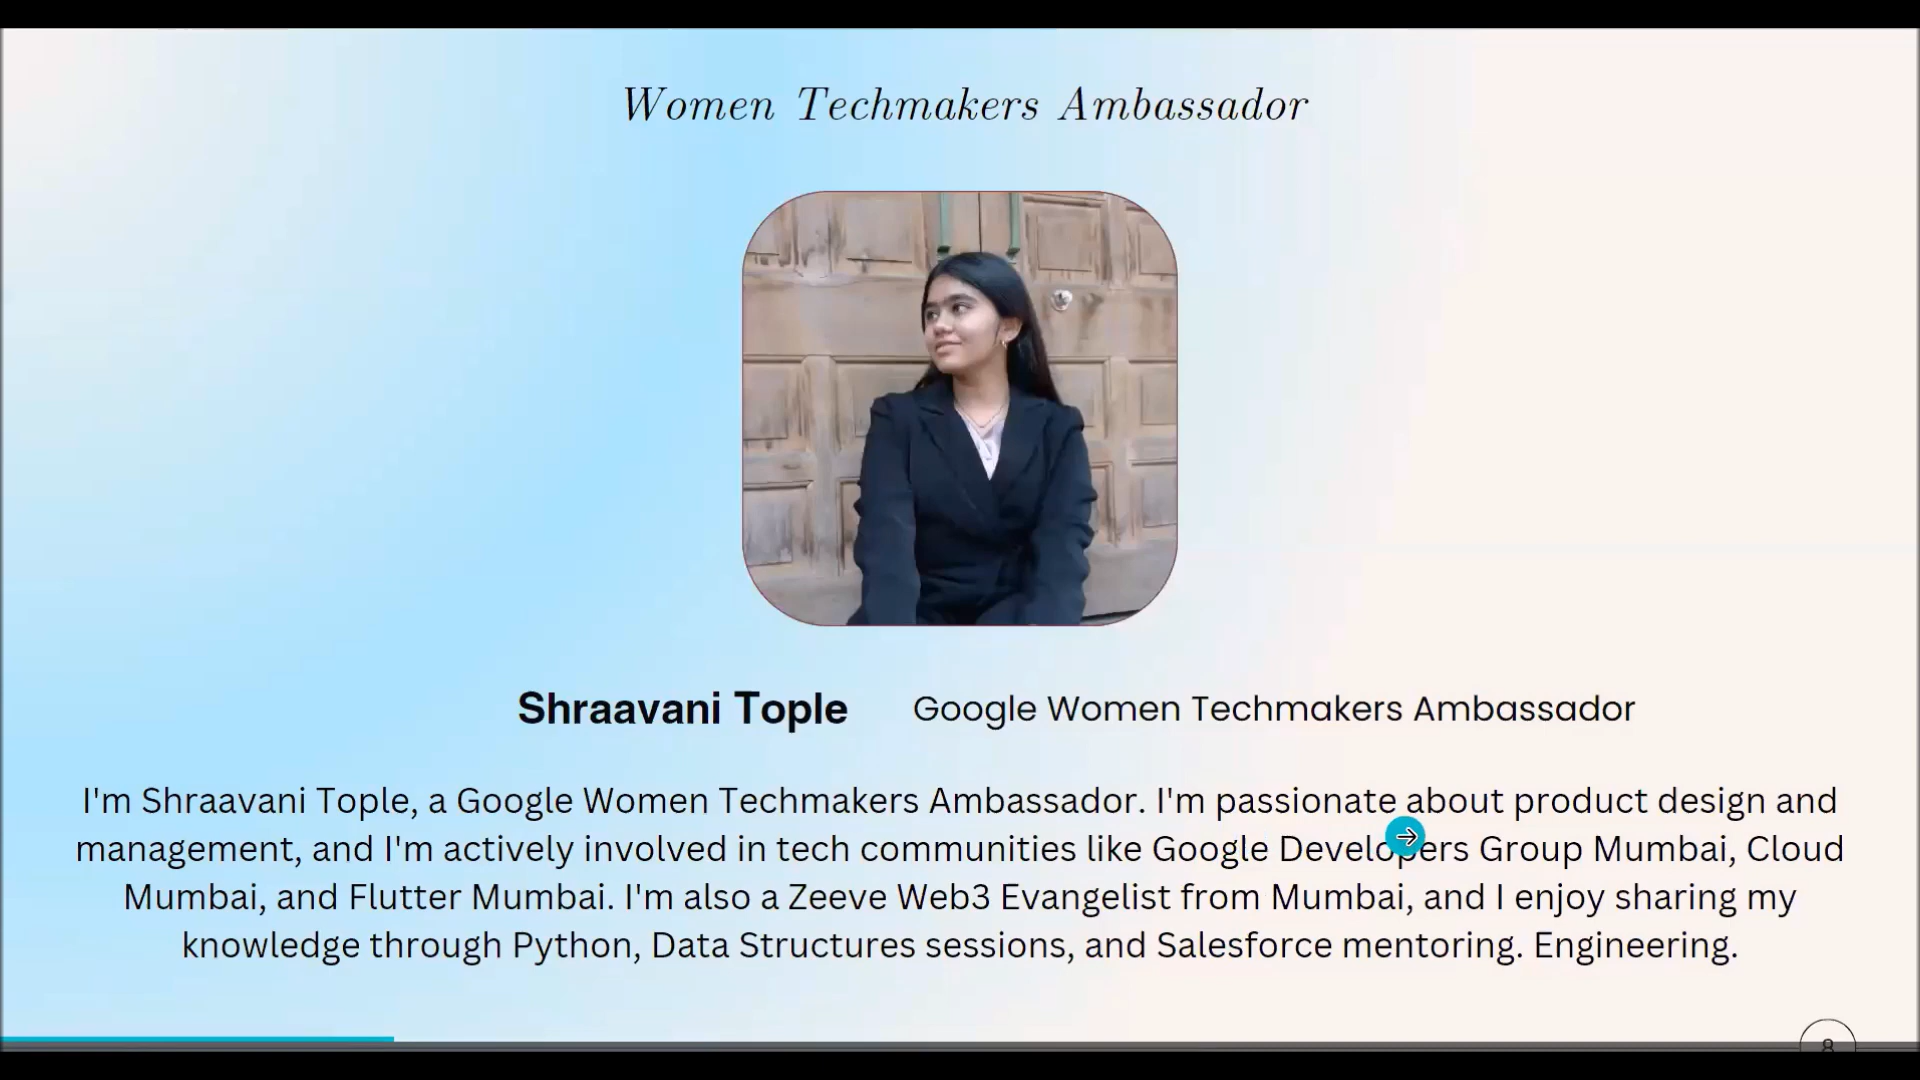 Women Techmakers Ambassador
Shraavani Tople Google Women Techmakers Ambassador
I'm Shraavani Tople, a Google Women Techmakers Ambassador. I'm passionate about product design and
management, and I'm actively involved in tech communities like Google Developers Group Mumbai, Cloud
Mumbai, and Flutter Mumbai. I'm also a Zeeve Web3 Evangelist from Mumbai, and I enjoy sharing my
knowledge through Python, Data Structures sessions, and Salesforce mentoring. Engineering.